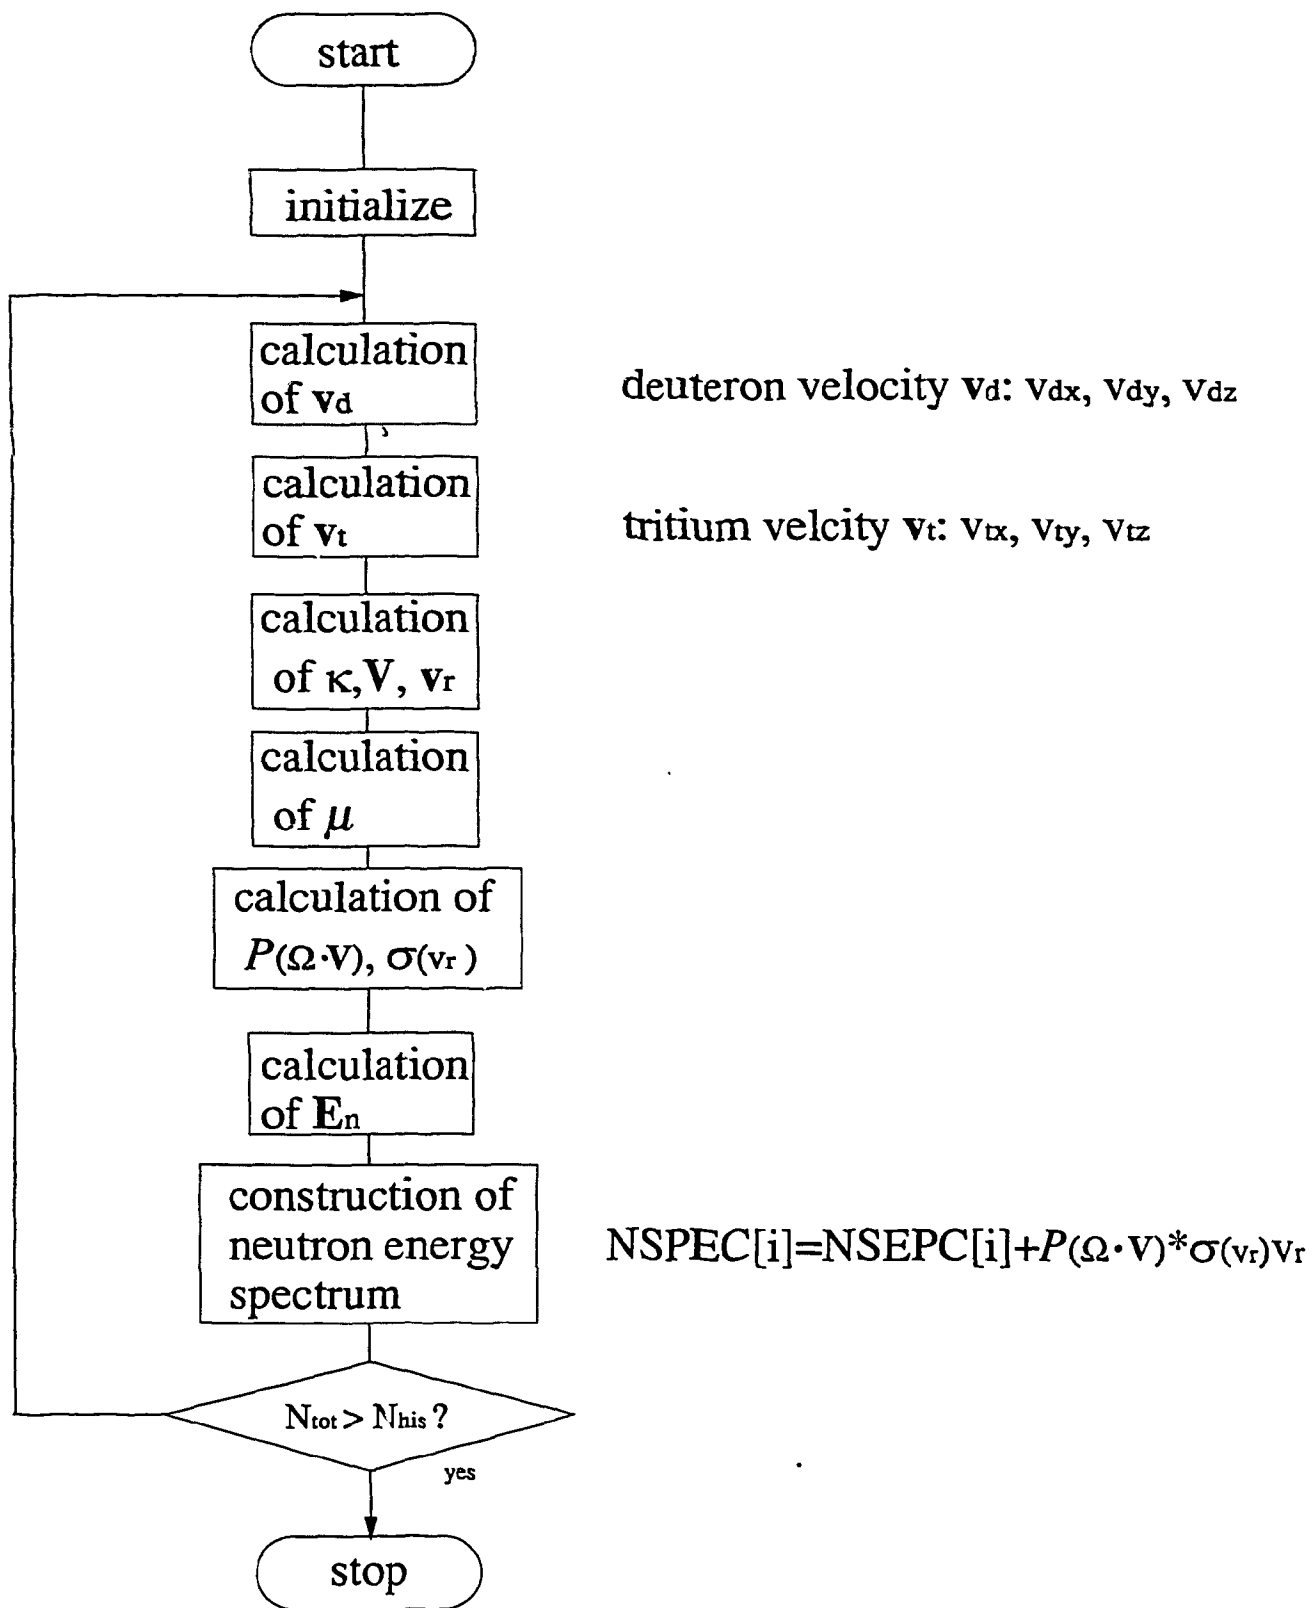 start
initialize
calculation
of vd
deuteron velocity vd: vdx, vdy, vdz
calculation
of vt
tritium velcity vt: vtx, vty, vtz
calculation
of κ,V, vr
calculation
of μ
calculation of
P(Ω·V), σ(vr)
calculation
of En
construction of
neutron energy
spectrum
NSPEC[i]=NSEPC[i]+P(Ω·V)*σ(vr)vr
Ntot > Nhis ?
yes
stop